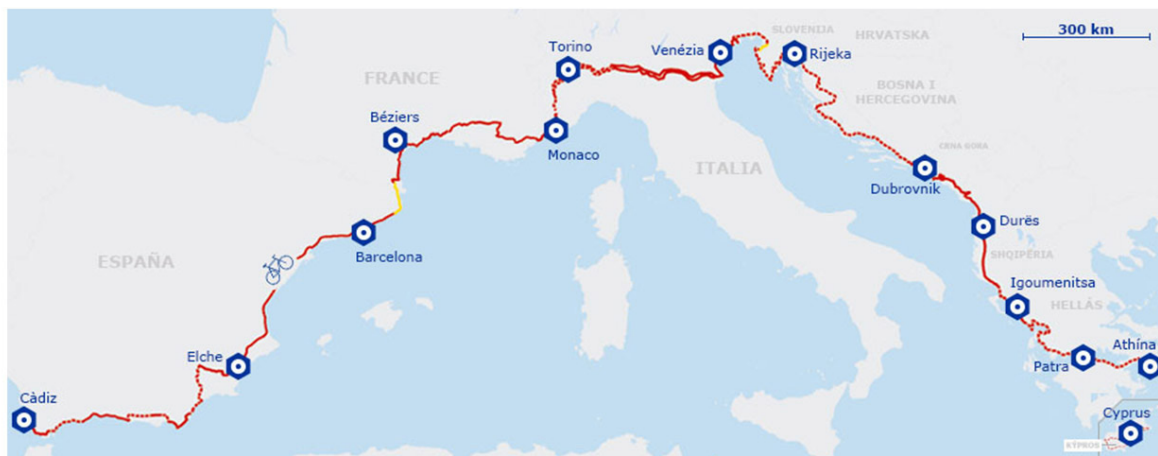 SLOVENIJA
300 km
HRVATSKA
Torino
Venézia
Rijeka
FRANCE
BOSNA I
HERCEGOVINA
Béziers
Monaco
CRNA GORA
ITALIA
Dubrovnik
Durës
Barcelona
ESPAÑA
SHQIPËRIA
Igoumenitsa
HELLÀS
Elche
Athína
Patra
Càdiz
Cyprus
KÝPROS